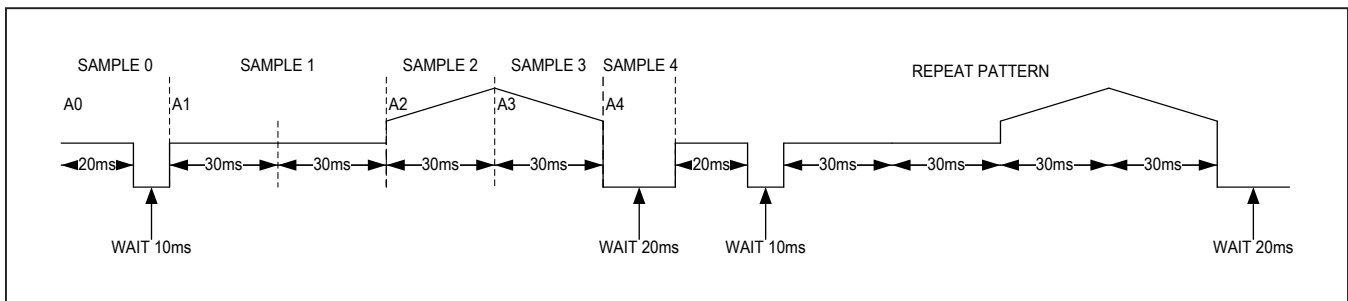 SAMPLE 0 SAMPLE 1 SAMPLE 2 SAMPLE 3 SAMPLE 4 REPEAT PATTERN
A0 A1 A2 A3 A4
20ms 30ms 30ms 30ms 30ms 20ms 30ms 30ms 30ms 30ms
WAIT 10ms WAIT 20ms WAIT 10ms WAIT 20ms